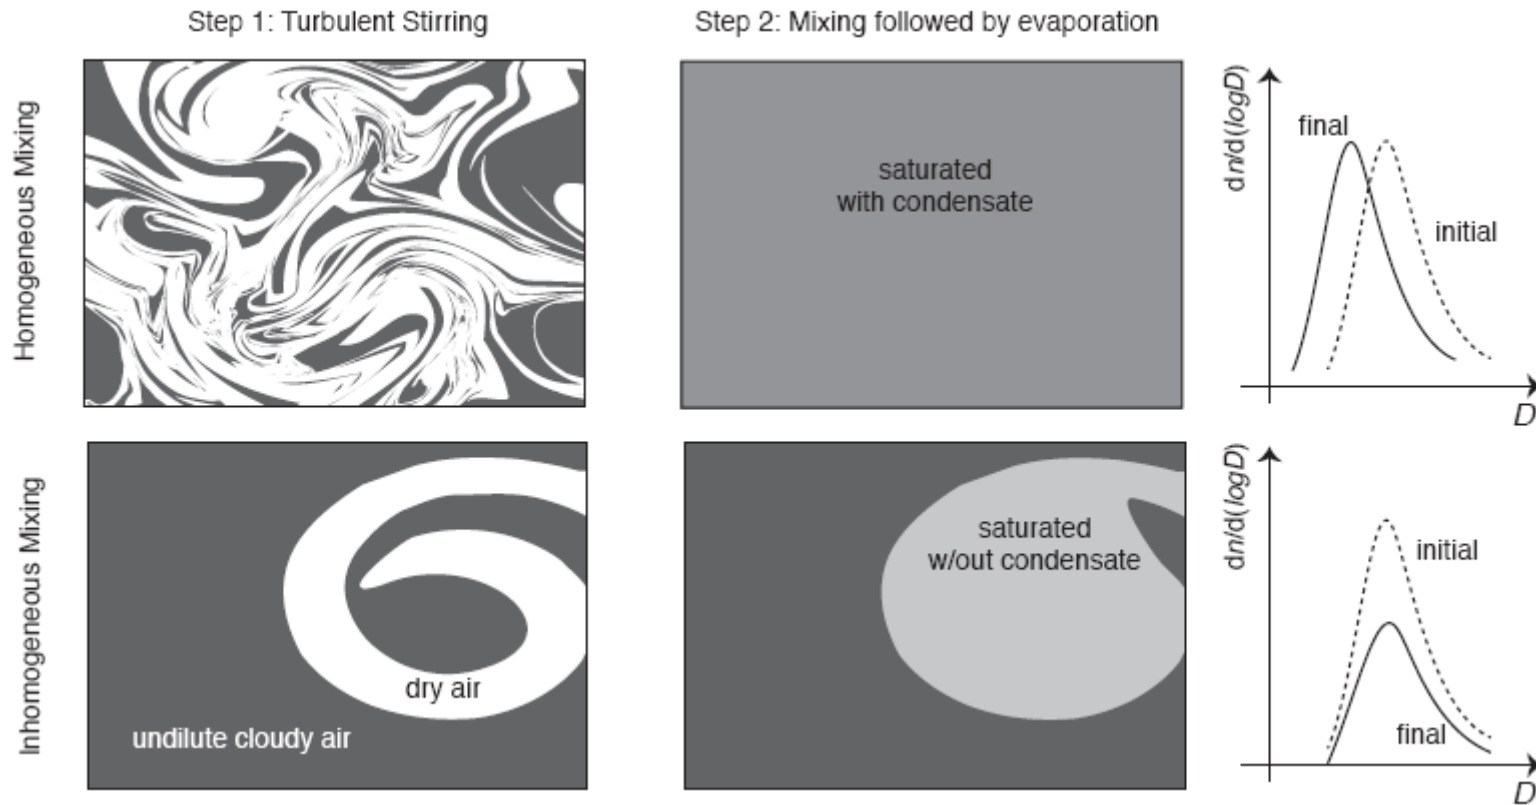 Step 1: Turbulent Stirring
Step 2: Mixing followed by evaporation
Homogeneous Mixing
saturated
with condensate
dn/d(logD)
final
initial
D
Inhomogeneous Mixing
dry air
undilute cloudy air
saturated
w/out condensate
dn/d(logD)
initial
final
D